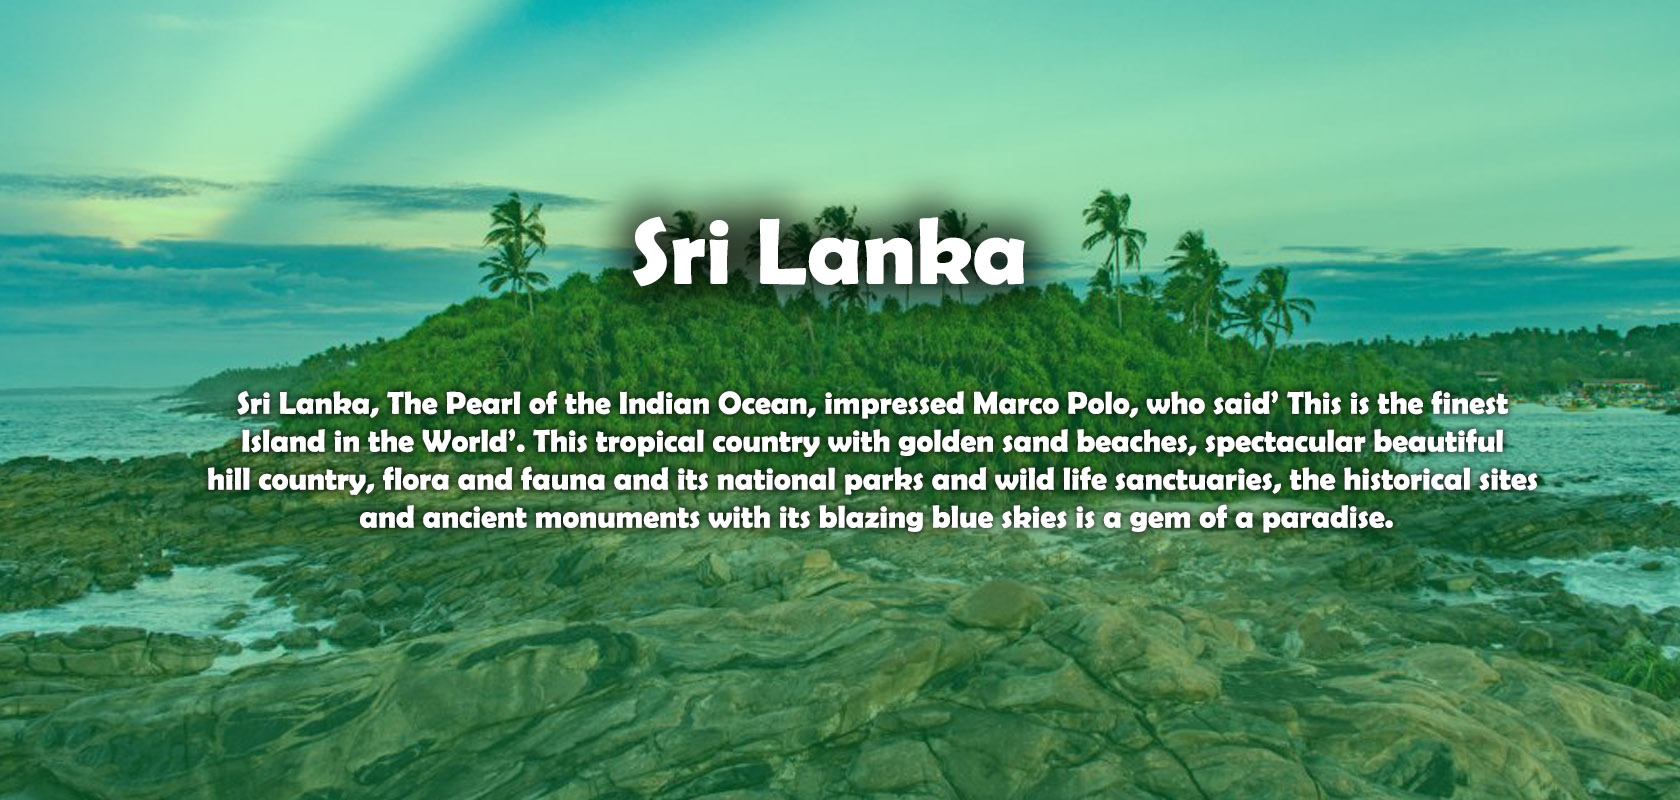 Sri Lanka
Sri Lanka, The Pearl of the Indian Ocean, impressed Marco Polo, who said’ This is the finest
Island in the World’. This tropical country with golden sand beaches, spectacular beautiful
hill country, flora and fauna and its national parks and wild life sanctuaries, the historical sites
and ancient monuments with its blazing blue skies is a gem of a paradise.